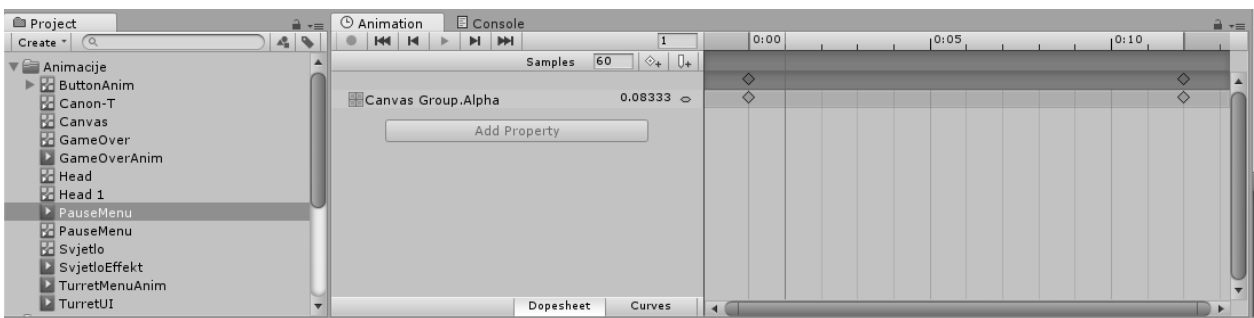 Project
Animation
Console
Create
1
0:00
0:05
0:10
Samples 60
Animacije
ButtonAnim
Canon-T
Canvas Group.Alpha 0.08333
Canvas
GameOver
Add Property
GameOverAnim
Head
Head 1
PauseMenu
PauseMenu
Svjetlo
SvjetloEffekt
TurretMenuAnim
TurretUI
Dopesheet
Curves